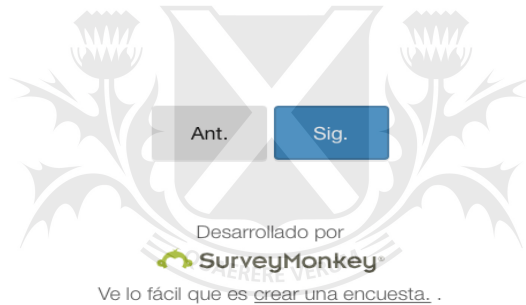 Ant.
Sig.
Desarrollado por
SurveyMonkey®
Ve lo fácil que es crear una encuesta. .